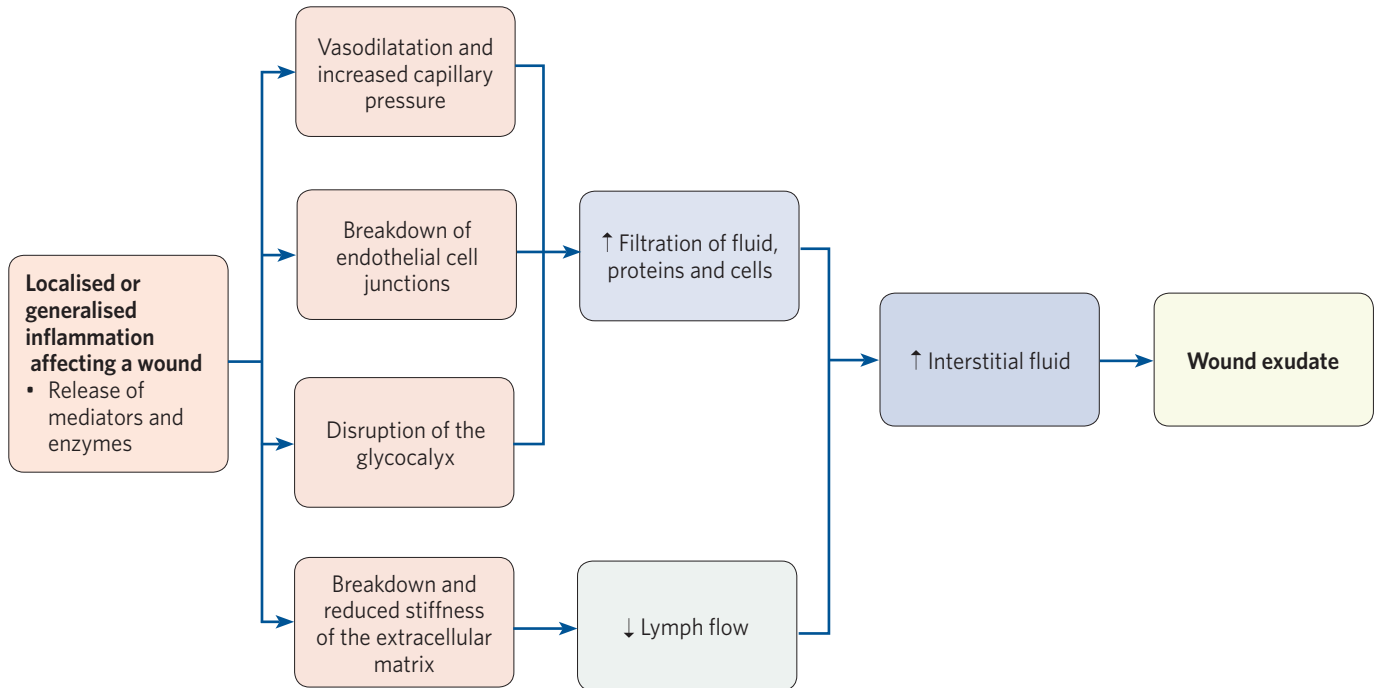 Vasodilatation and
increased capillary
pressure
Breakdown of
endothelial cell
junctions
↑ Filtration of fluid,
proteins and cells
Localised or
generalised
inflammation
affecting a wound
• Release of
mediators and
enzymes
↑ Interstitial fluid
Wound exudate
Disruption of the
glycocalyx
Breakdown and
reduced stiffness
of the extracellular
matrix
↓ Lymph flow